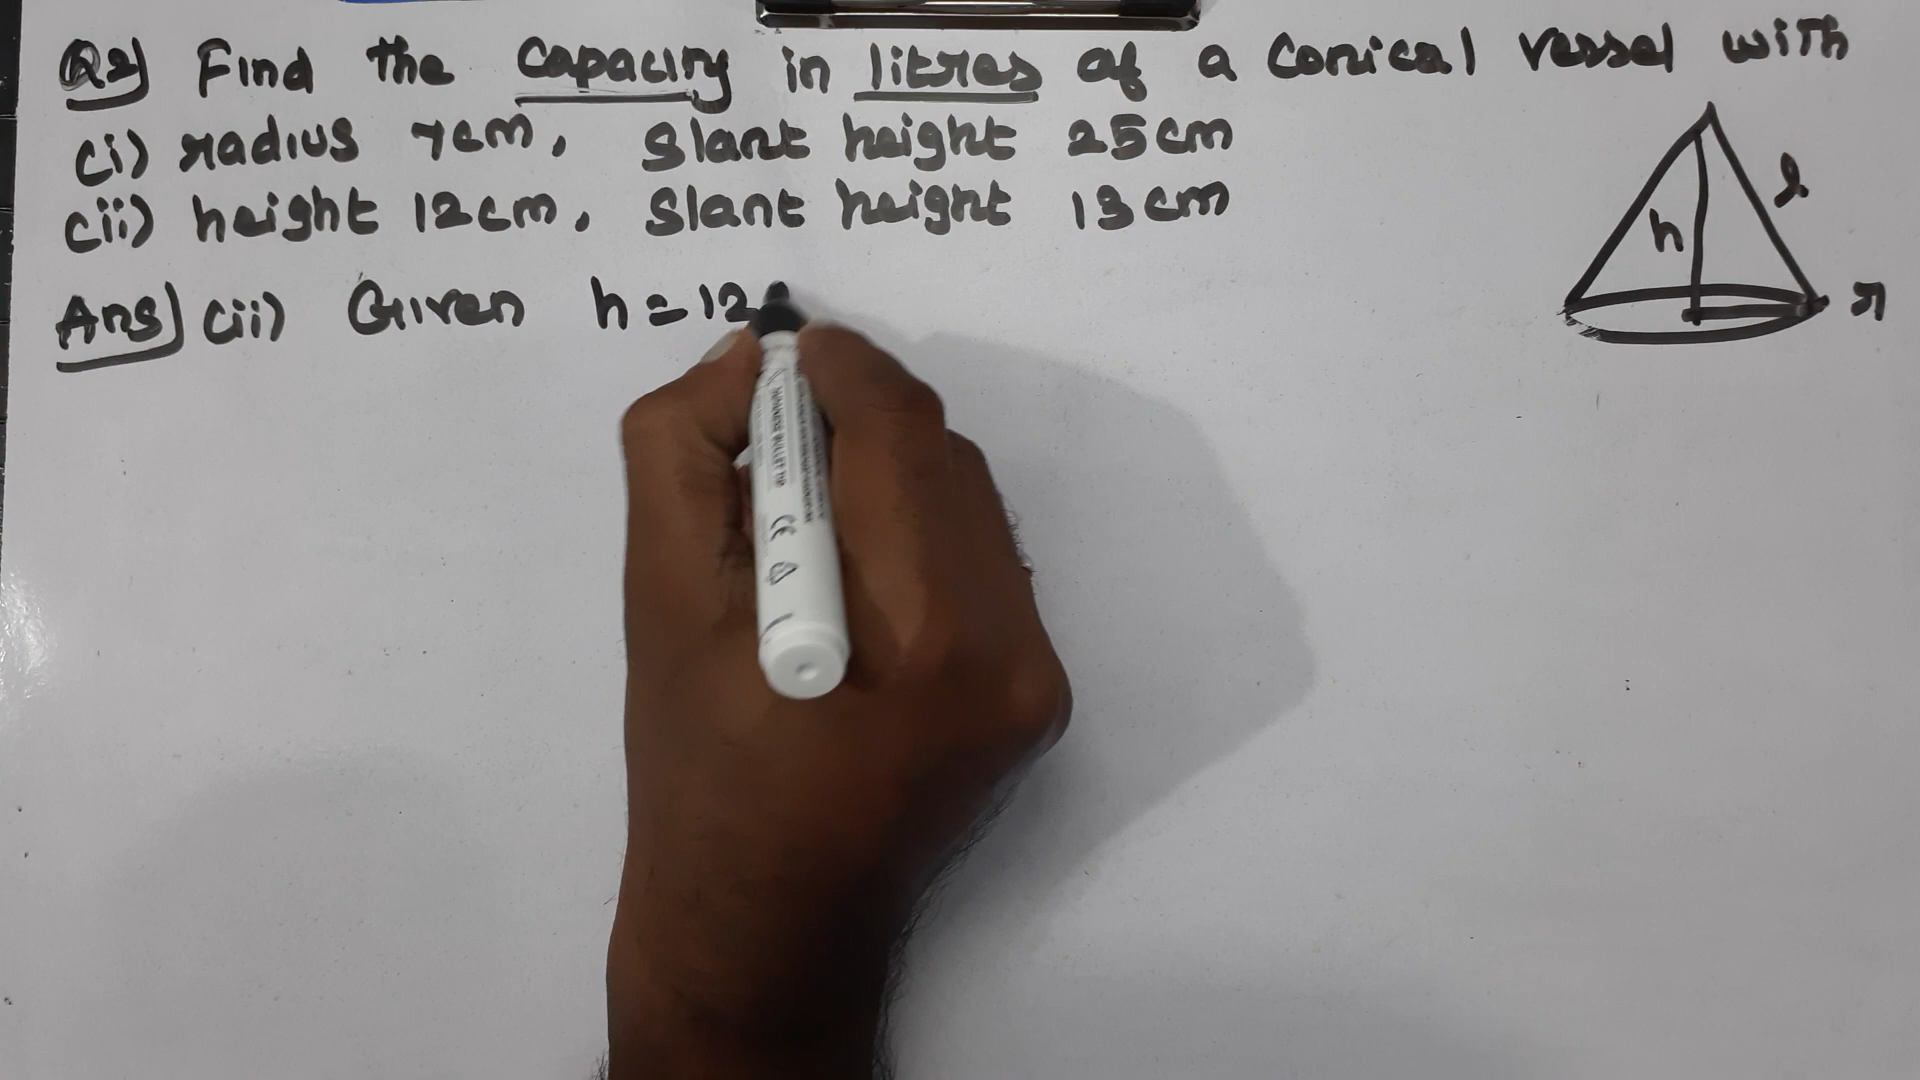 Q2) Find the capacity in litres of a conical vessel with
(i) radius 7cm, Slant height 25cm
(ii) height 12cm, Slant height 13cm
h
l
r
Ans) (ii) Given h=12
CE